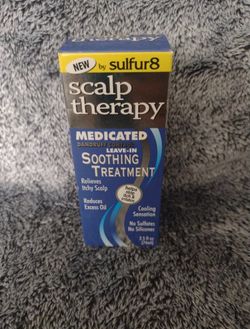 NEW by sulfur8
scalp
therapy
MEDICATED
DANDRUFF CONTROL
LEAVE-IN
SOOTHING
TREATMENT
Relieves
Itchy Scalp
Reduces
Excess Oil
Cooling
Sensation
No Sulfates
No Silicones